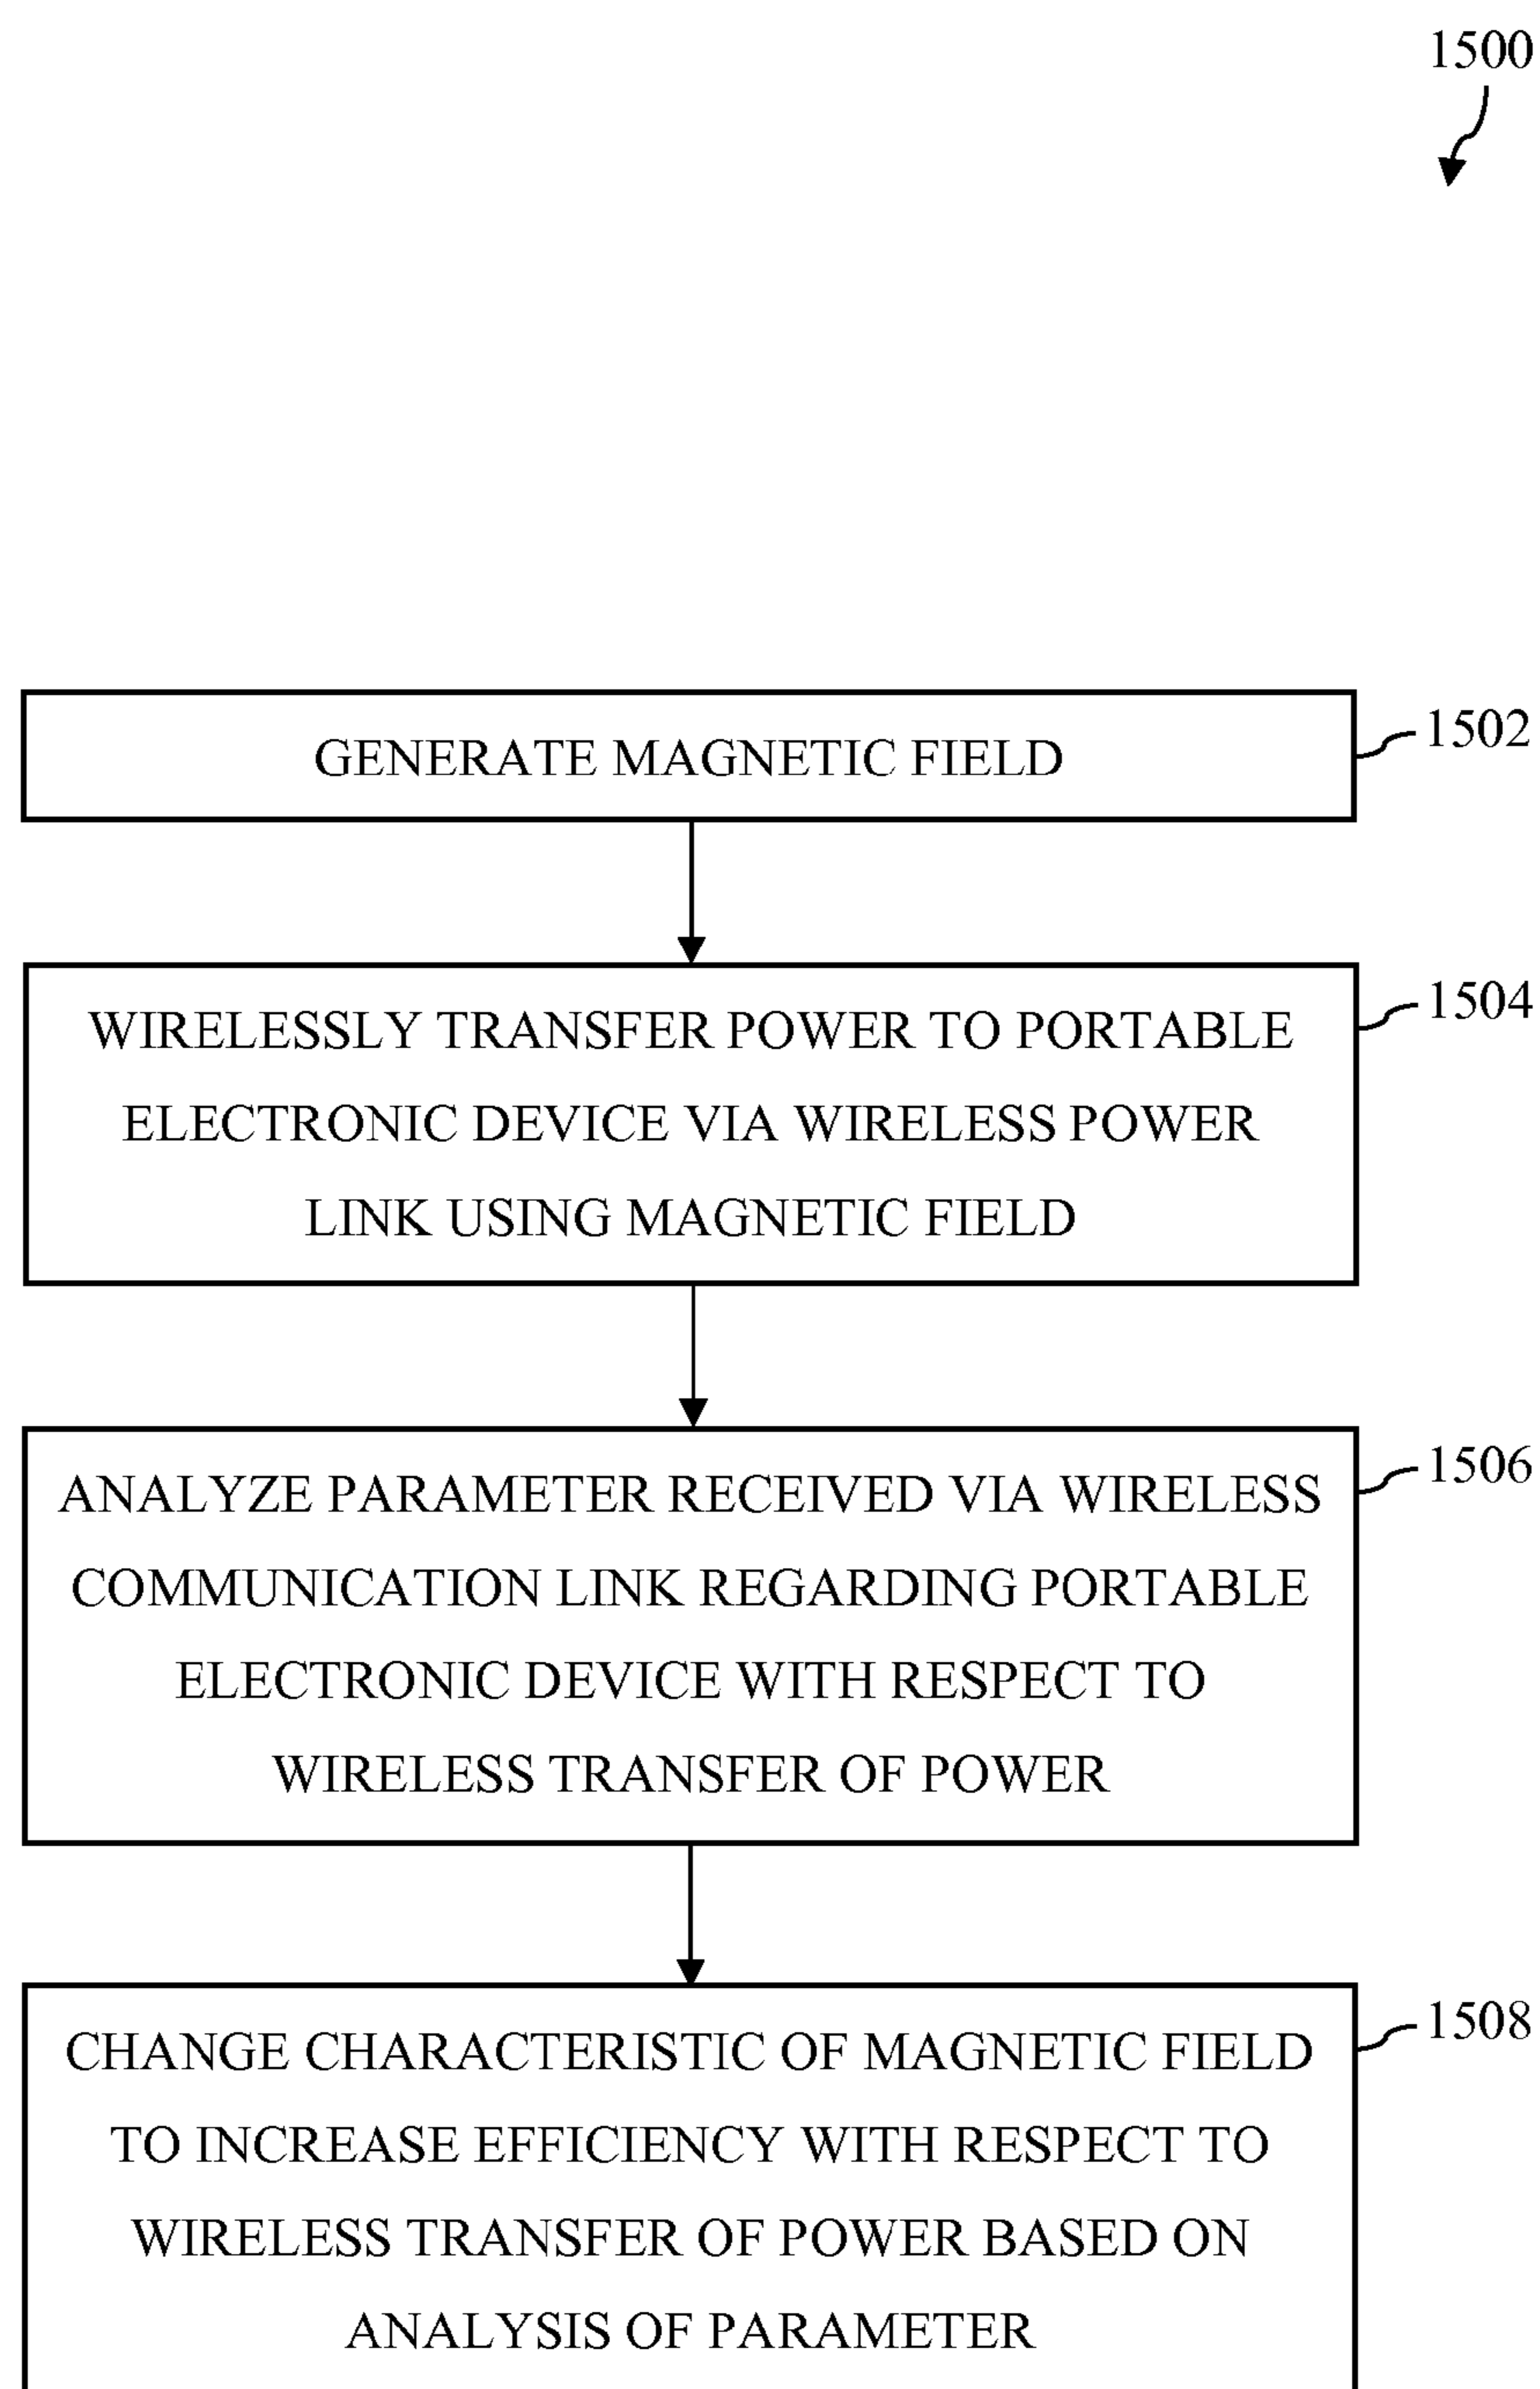 1500
GENERATE MAGNETIC FIELD
1502
WIRELESSLY TRANSFER POWER TO PORTABLE
ELECTRONIC DEVICE VIA WIRELESS POWER
LINK USING MAGNETIC FIELD
1504
ANALYZE PARAMETER RECEIVED VIA WIRELESS
COMMUNICATION LINK REGARDING PORTABLE
ELECTRONIC DEVICE WITH RESPECT TO
WIRELESS TRANSFER OF POWER
1506
CHANGE CHARACTERISTIC OF MAGNETIC FIELD
TO INCREASE EFFICIENCY WITH RESPECT TO
WIRELESS TRANSFER OF POWER BASED ON
ANALYSIS OF PARAMETER
1508